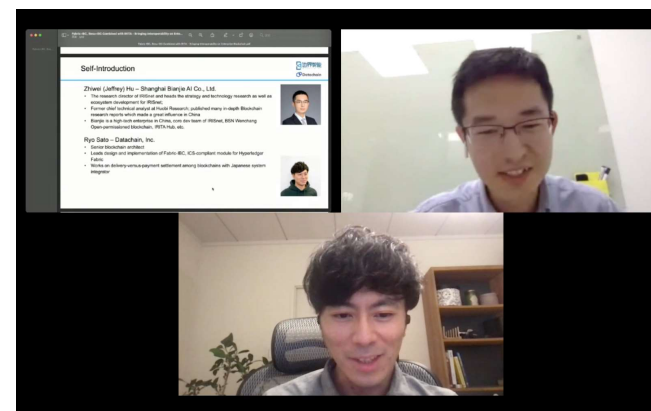 Self-Introduction
Datachain
Zhiwei (Jeffrey) Hu – Shanghai Bianjie AI Co., Ltd.
• The research director of IRISnet and heads the strategy and technology research as well as
ecosystem development for IRISnet;
• Former chief technical analyst at Huobi Research, published many in-depth Blockchain
research reports which made a great influence in China
• Bianjie is a high-tech enterprise in China, core dev team of IRISnet, BSN Wenchang
Open-permissioned blockchain, IRITA Hub, etc.
Ryo Sato – Datachain, Inc.
• Senior blockchain architect
• Leads design and implementation of Fabric-IBC, ICS-compliant module for Hyperledger
Fabric
• Works on delivery-versus-payment settlement among blockchains with Japanese system
integrator